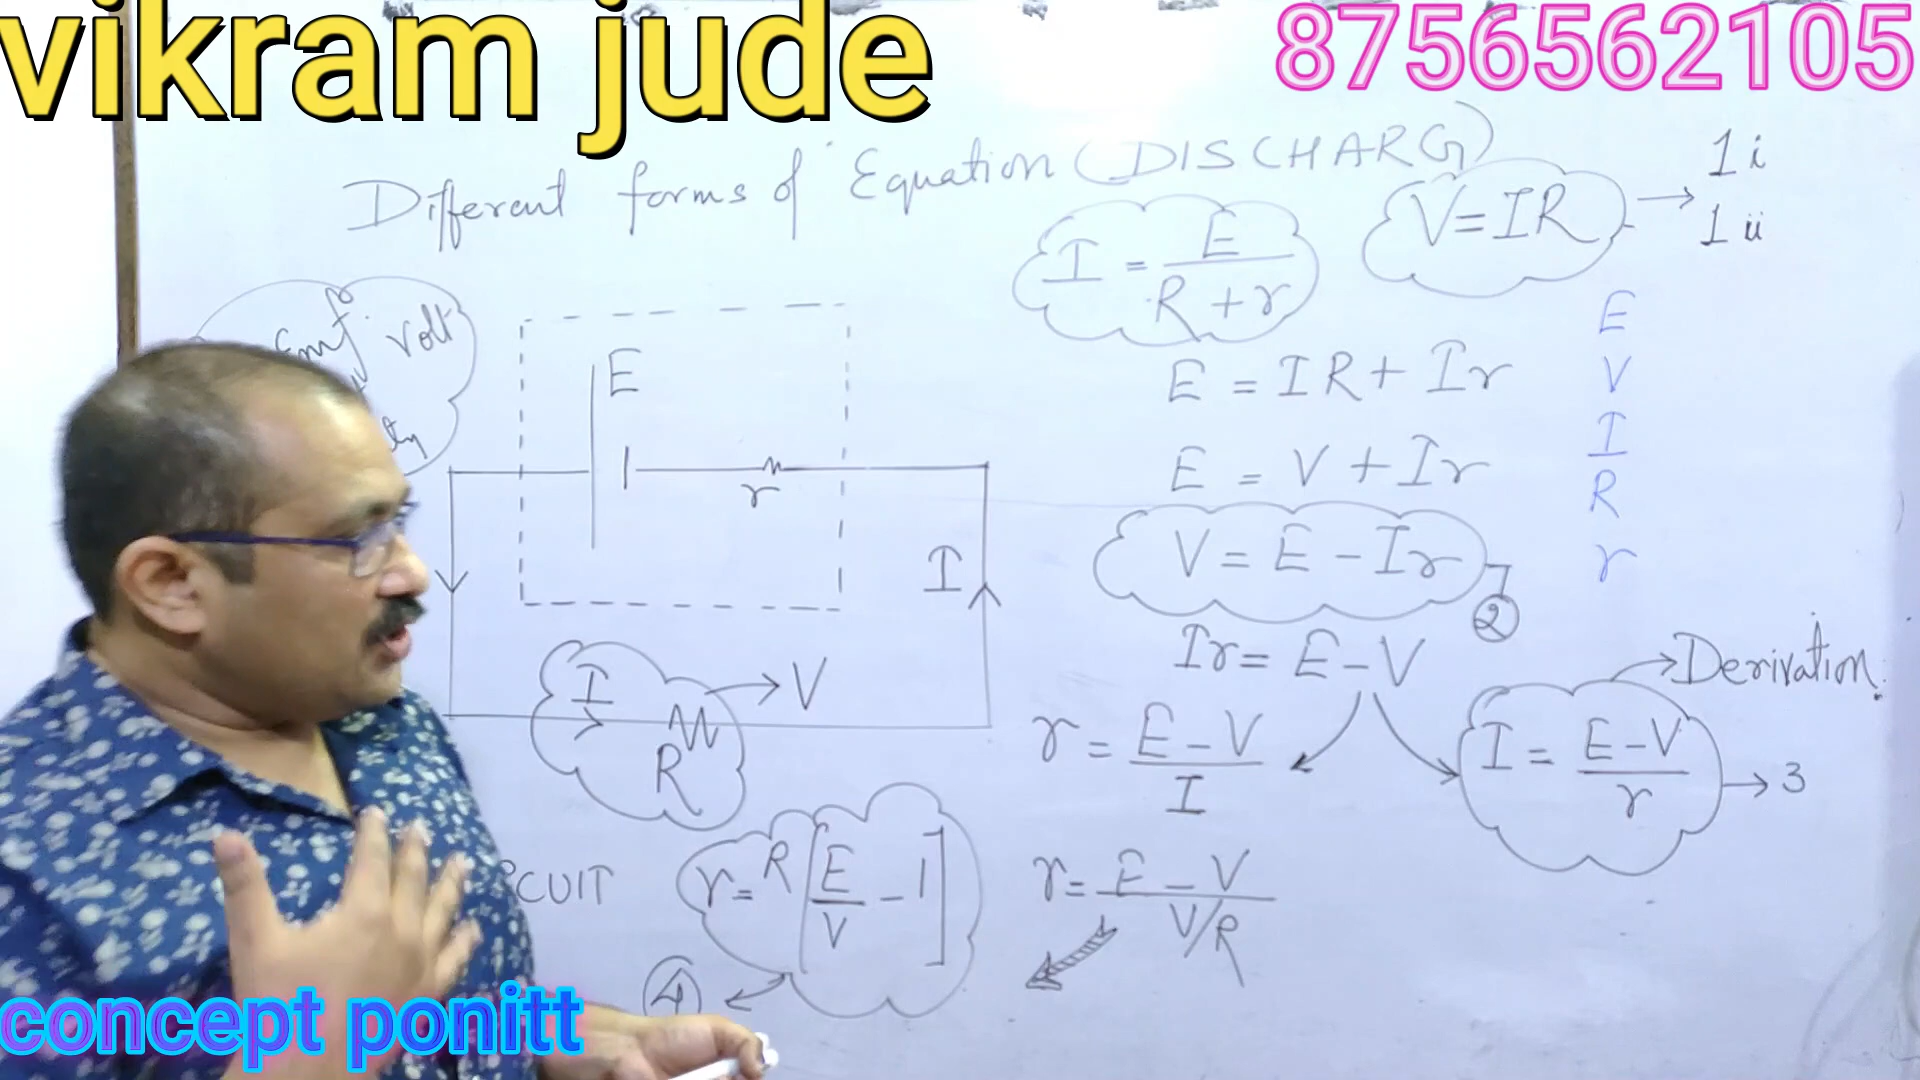 vikram jude
8756562105
Different forms of Equation (DISCHARG)
I = E / R + r
V = IR → 1 i
1 ii
Emf volt
E
r
I
I
V
R
E = IR + Ir
E = V + Ir
V = E - Ir
2
Ir = E - V
r = E - V / I
I = E - V / r → 3
Derivation
r = E - V / V/R
r = R [E / V - 1]
4
E
V
I
R
r
concept ponitt